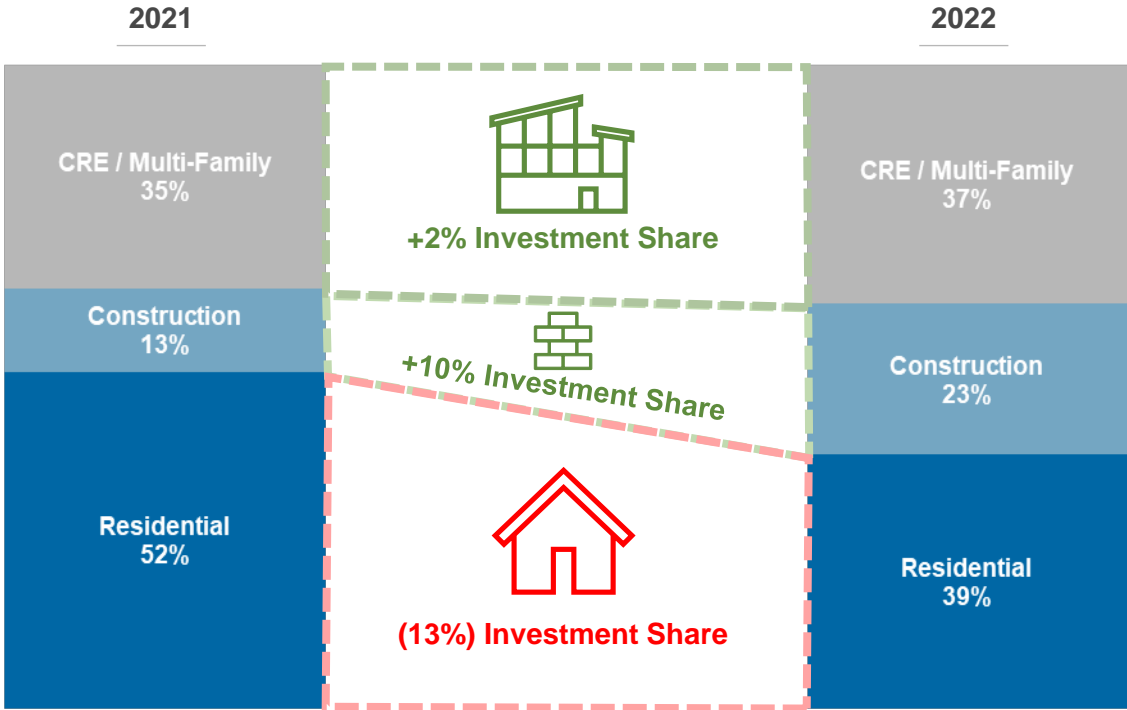 2021
2022
CRE / Multi-Family
35%
Construction
13%
Residential
52%
+2% Investment Share
+10% Investment Share
(13%) Investment Share
CRE / Multi-Family
37%
Construction
23%
Residential
39%